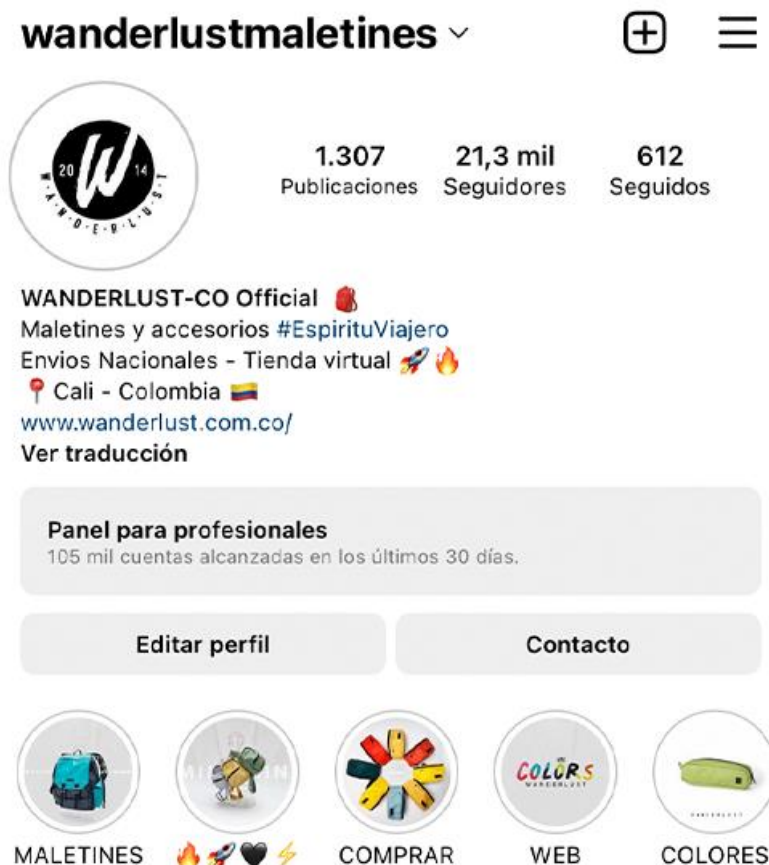 wanderlustmaletines
20 W 14
W·A·N·D·E·R·L·U·S·T
1.307 21,3 mil 612
Publicaciones Seguidores Seguidos
WANDERLUST-CO Official 🎒
Maletines y accesorios #EspirituViajero
Envios Nacionales - Tienda virtual 🚀🔥
📍 Cali - Colombia 🇨🇴
www.wanderlust.com.co/
Ver traducción
Panel para profesionales
105 mil cuentas alcanzadas en los últimos 30 días.
Editar perfil Contacto
COLORS
WANDERLUST
WANDERLUST
MALETINES 🔥🚀🖤⚡ COMPRAR WEB COLORES